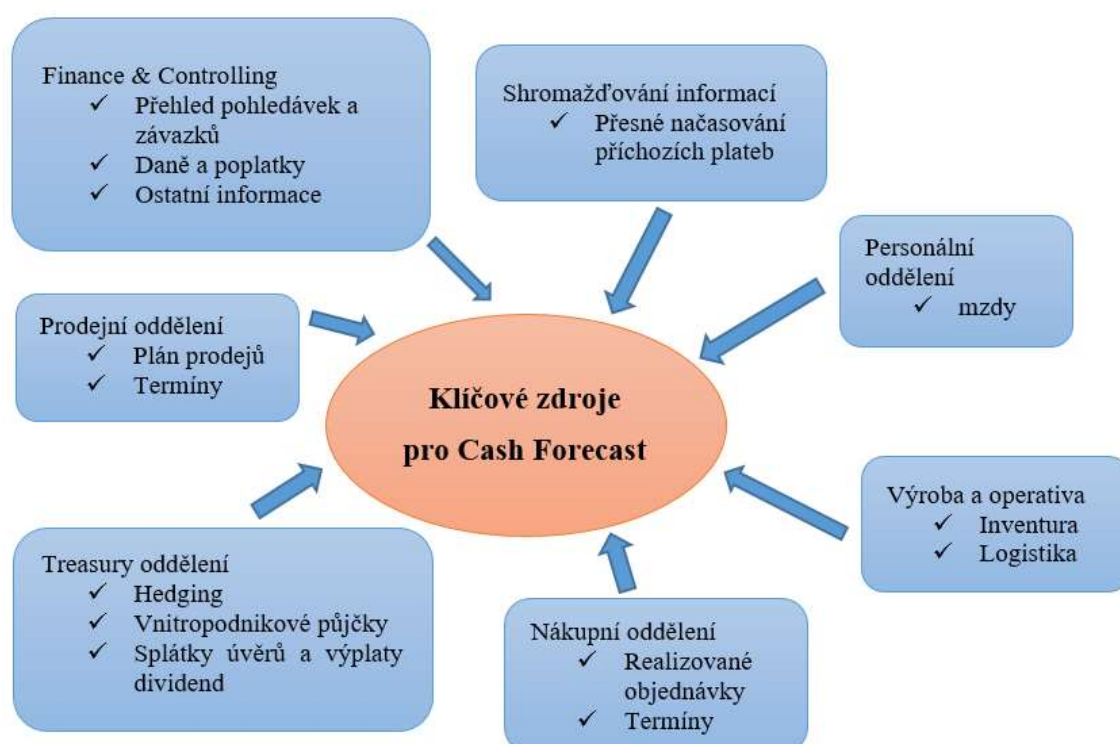 Finance & Controlling
✓ Přehled pohledávek a
závazků
✓ Daně a poplatky
✓ Ostatní informace
Shromažďování informací
✓ Přesné načasování
příchozích plateb
Personální
oddělení
✓ mzdy
Prodejní oddělení
✓ Plán prodejů
✓ Termíny
Klíčové zdroje
pro Cash Forecast
Výroba a operativa
✓ Inventura
✓ Logistika
Treasury oddělení
✓ Hedging
✓ Vnitropodnikové půjčky
✓ Splátky úvěrů a výplaty
dividend
Nákupní oddělení
✓ Realizované
objednávky
✓ Termíny